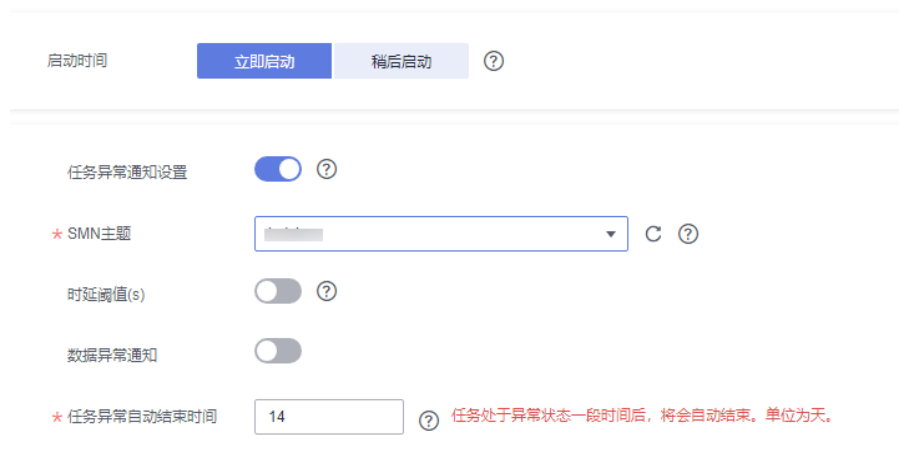 启动时间 立即启动 稍后启动
任务异常通知设置
* SMN主题
时延阈值(s)
数据异常通知
* 任务异常自动结束时间 14 任务处于异常状态一段时间后，将会自动结束。单位为天。